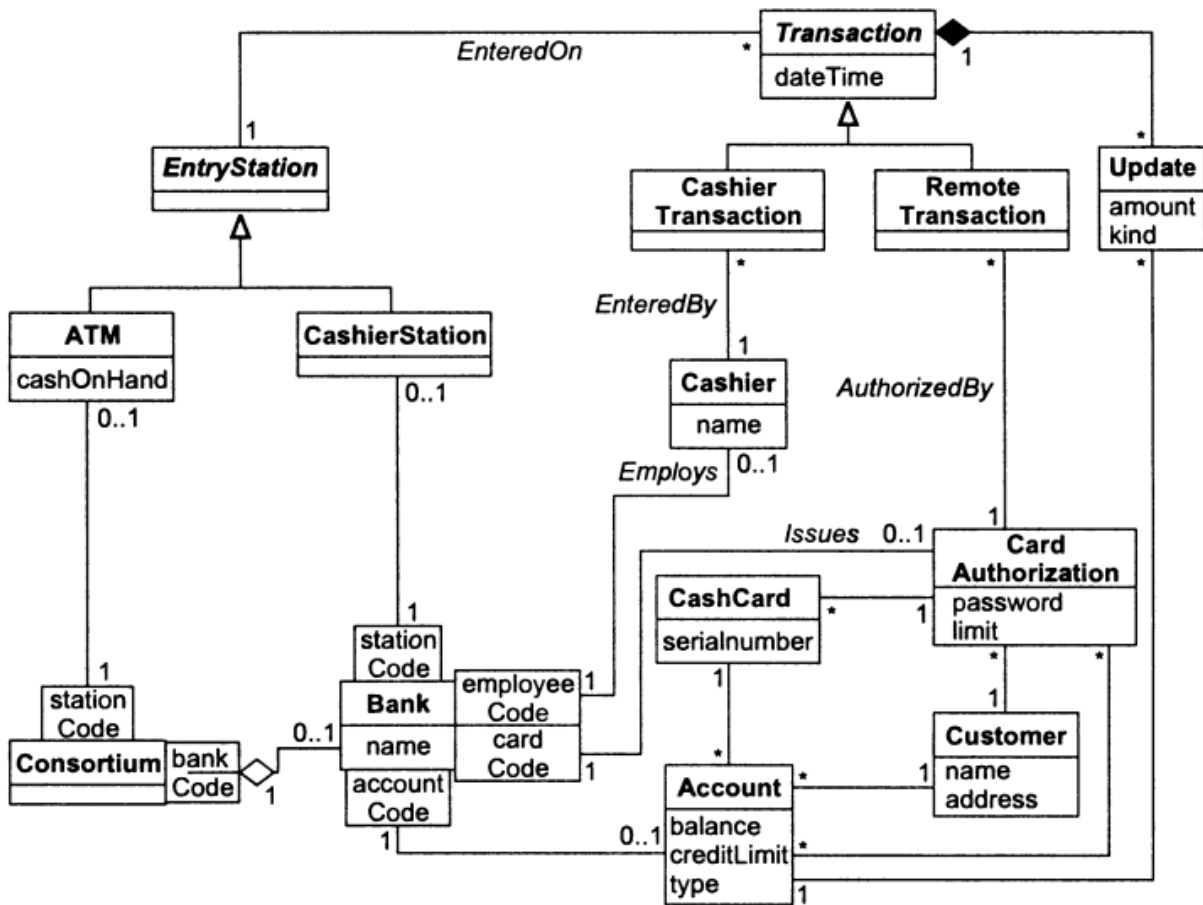 Transaction
dateTime
EnteredOn
*
1
1
EntryStation
*
Update
amount
kind
*
Cashier
Transaction
*
Remote
Transaction
*
ATM
cashOnHand
0..1
CashierStation
0..1
EnteredBy
1
Cashier
name
0..1
AuthorizedBy
Employs
1
Issues
0..1
Card
Authorization
password
limit
CashCard
serialnumber
*
1
1
*
*
1
station
Code
1
station
Code
Bank
name
employee
Code
1
card
Code
1
account
Code
1
Consortium
bank
Code
1
0..1
1
Customer
name
address
*
*
1
Account
balance
creditLimit
type
0..1
*
1